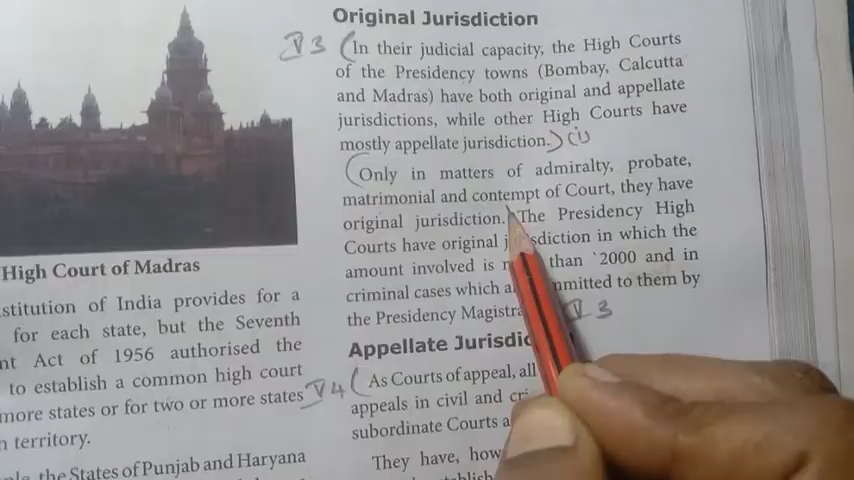 High Court of Madras
stitution of India provides for a
for each state, but the Seventh
nt Act of 1956 authorised the
to establish a common high court
more states or for two or more states
n territory.
the States of Punjab and Haryana
Original Jurisdiction
V 3 (In their judicial capacity, the High Courts
of the Presidency towns (Bombay, Calcutta
and Madras) have both original and appellate
jurisdictions, while other High Courts have
mostly appellate jurisdiction.) (i)
(Only in matters of admiralty, probate,
matrimonial and contempt of Court, they have
original jurisdiction. The Presidency High
Courts have original j sdiction in which the
amount involved is than `2000 and in
criminal cases which a mmitted to them by
the Presidency Magistra V 3
Appellate Jurisdic
V 4 (As Courts of appeal, all
appeals in civil and cri
subordinate Courts a
They have, how